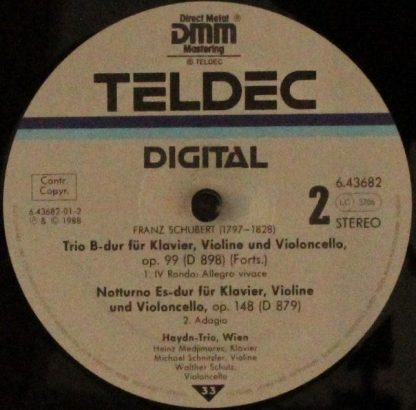 Direct Metal
DMM
Mastering
® TELDEC
TELDEC
DIGITAL
Contr.
Copyr.
6.43682-01-2
℗ & © 1988
6.43682
LC 3706
2
STEREO
FRANZ SCHUBERT (1797-1828)
Trio B-dur für Klavier, Violine und Violoncello,
op. 99 (D 898) (Forts.)
1. IV Rondo: Allegro vivace
Notturno Es-dur für Klavier, Violine
und Violoncello, op. 148 (D 879)
2. Adagio
Haydn-Trio, Wien
Heinz Medjimorec, Klavier
Michael Schnitzler, Violine
Walther Schulz,
Violoncello
33